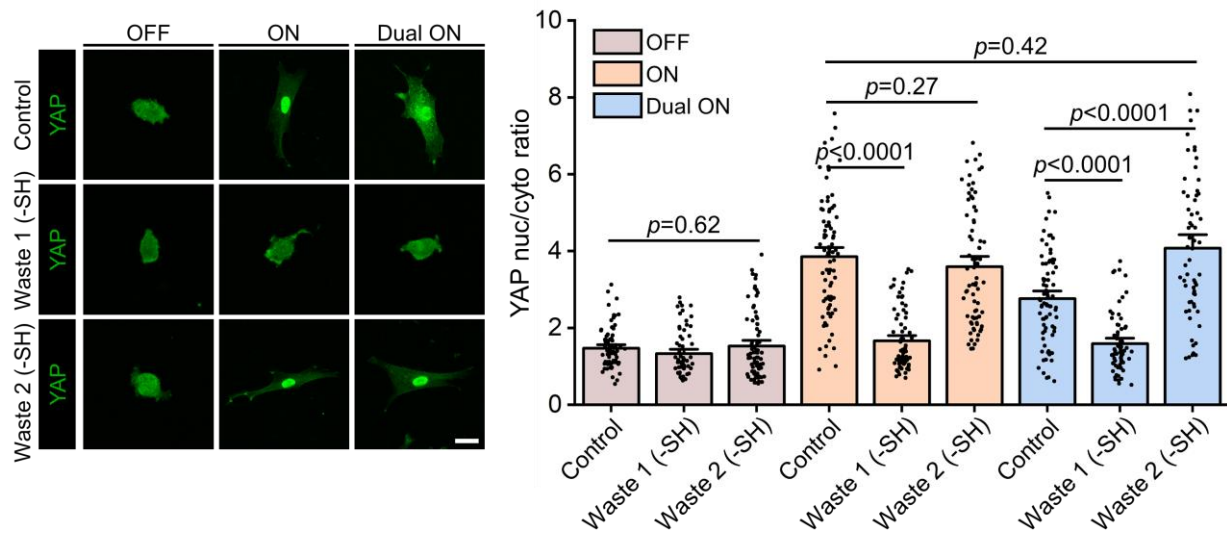 OFF
ON
Dual ON
Control
YAP
Waste 1 (-SH)
YAP
Waste 2 (-SH)
YAP
YAP nuc/cyto ratio
10
8
6
4
2
0
OFF
ON
Dual ON
p=0.42
p=0.27
p<0.0001
p<0.0001
p<0.0001
p=0.62
Control
Waste 1 (-SH)
Waste 2 (-SH)
Control
Waste 1 (-SH)
Waste 2 (-SH)
Control
Waste 1 (-SH)
Waste 2 (-SH)